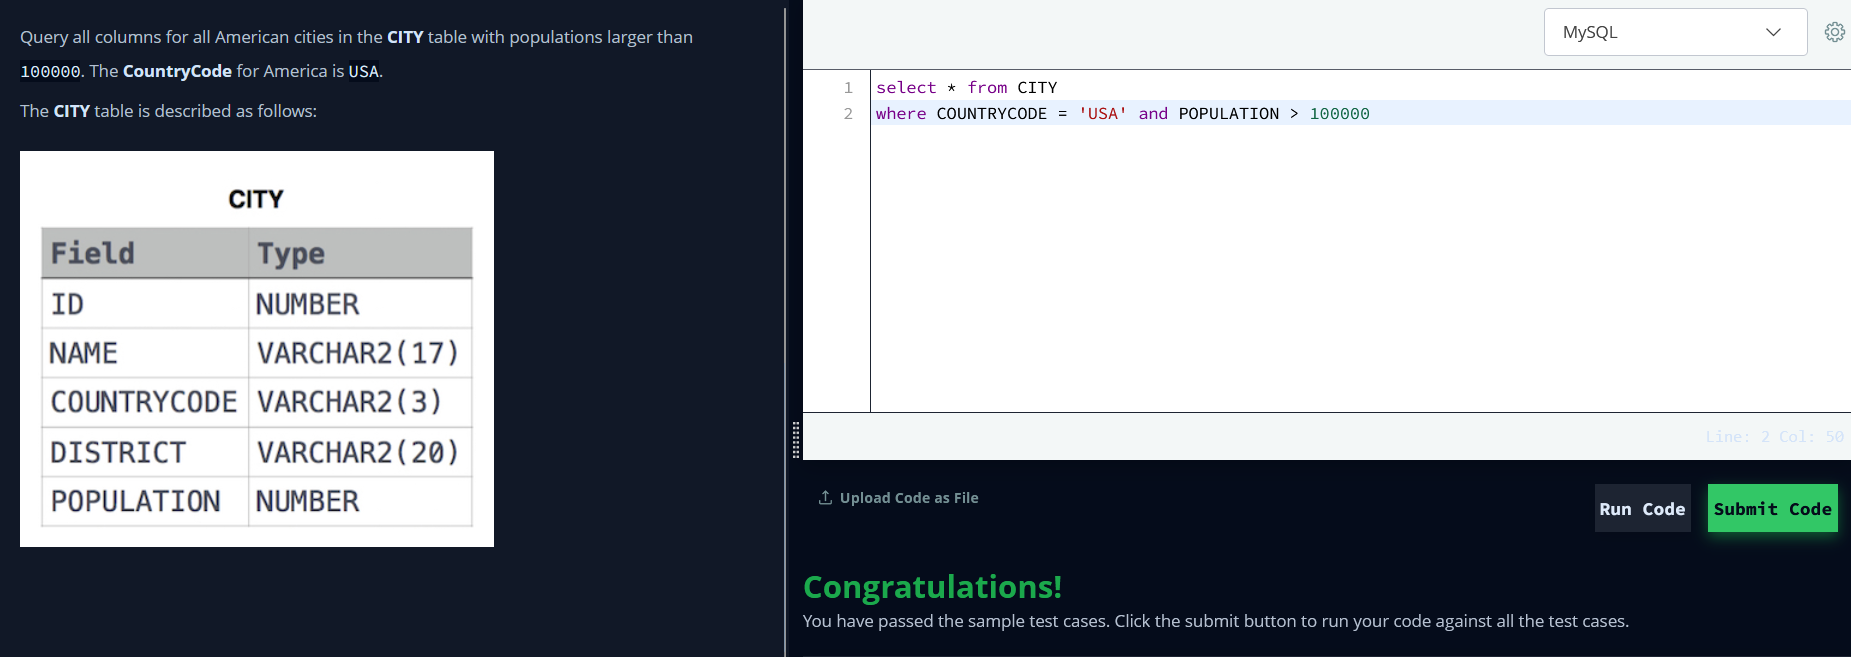 Query all columns for all American cities in the CITY table with populations larger than
100000. The CountryCode for America is USA.
The CITY table is described as follows:
CITY
Field Type
ID NUMBER
NAME VARCHAR2(17)
COUNTRYCODE VARCHAR2(3)
DISTRICT VARCHAR2(20)
POPULATION NUMBER
MySQL
1 select * from CITY
2 where COUNTRYCODE = 'USA' and POPULATION > 100000
Line: 2 Col: 50
Upload Code as File
Run Code
Submit Code
Congratulations!
You have passed the sample test cases. Click the submit button to run your code against all the test cases.